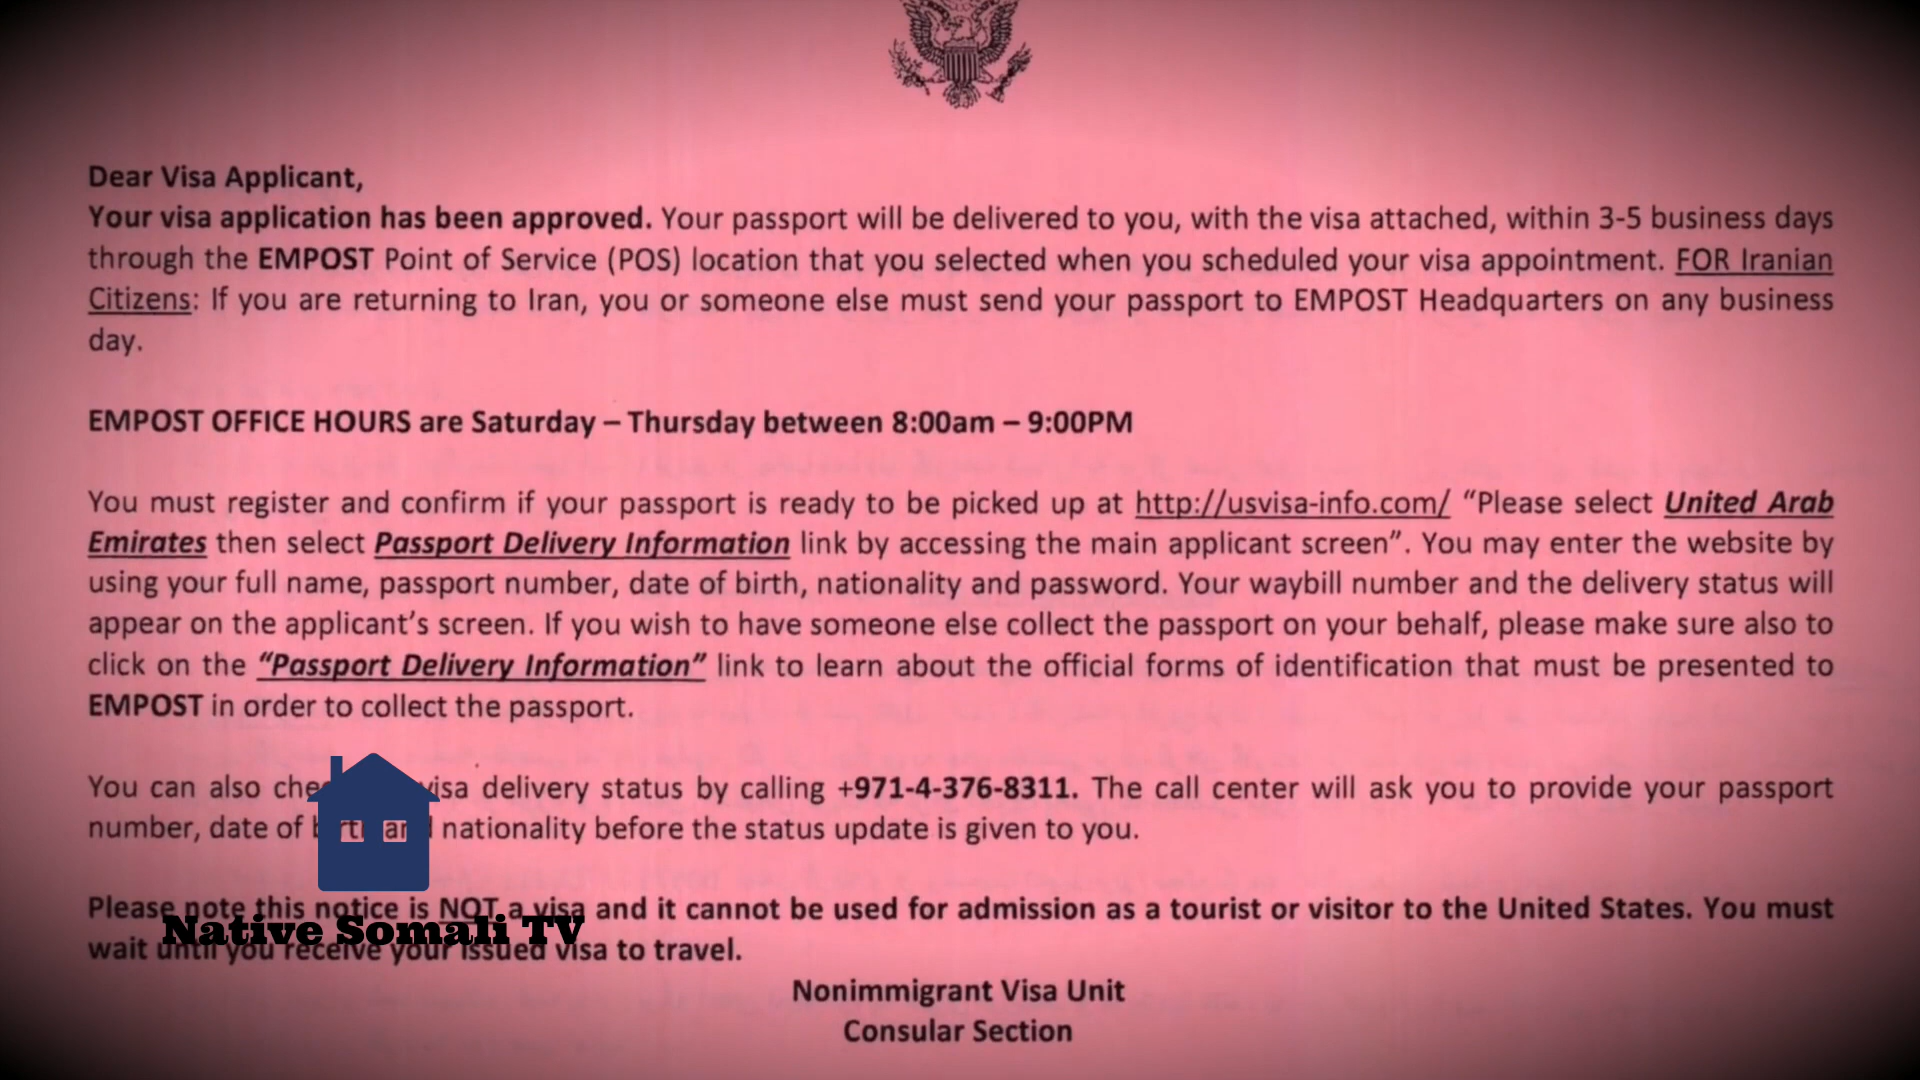 Dear Visa Applicant,
Your visa application has been approved. Your passport will be delivered to you, with the visa attached, within 3-5 business days
through the EMPOST Point of Service (POS) location that you selected when you scheduled your visa appointment. FOR Iranian
Citizens: If you are returning to Iran, you or someone else must send your passport to EMPOST Headquarters on any business
day.
EMPOST OFFICE HOURS are Saturday – Thursday between 8:00am – 9:00PM
You must register and confirm if your passport is ready to be picked up at http://usvisa-info.com/ “Please select United Arab
Emirates then select Passport Delivery Information link by accessing the main applicant screen”. You may enter the website by
using your full name, passport number, date of birth, nationality and password. Your waybill number and the delivery status will
appear on the applicant’s screen. If you wish to have someone else collect the passport on your behalf, please make sure also to
click on the “Passport Delivery Information” link to learn about the official forms of identification that must be presented to
EMPOST in order to collect the passport.
You can also visa delivery status by calling +971-4-376-8311. The call center will ask you to provide your passport
number, date of nationality before the status update is given to you.
Please note this notice is NOT a visa and it cannot be used for admission as a tourist or visitor to the United States. You must
Native Somali TV
wait until you receive your issued visa to travel.
Nonimmigrant Visa Unit
Consular Section